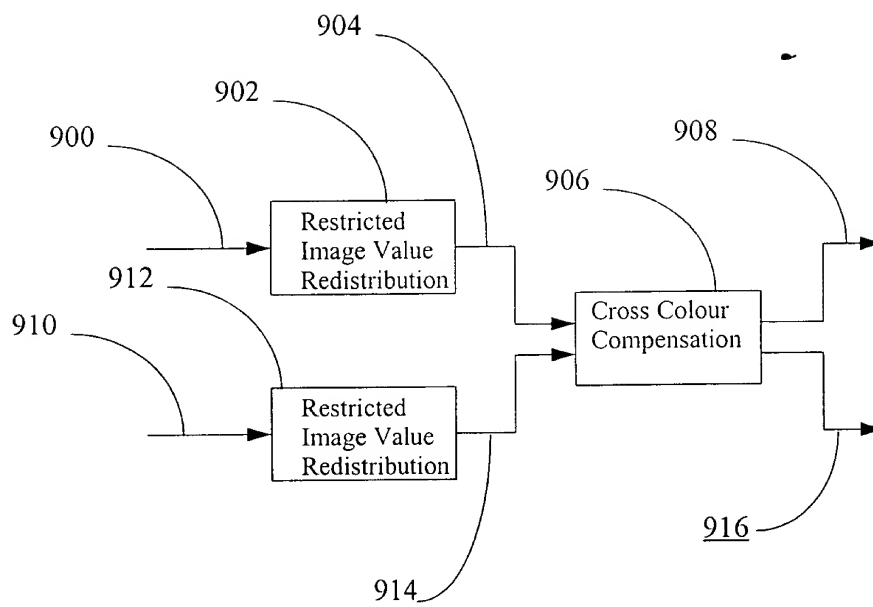 904
902
908
900
906
Restricted
Image Value
Redistribution
912
Cross Colour
Compensation
910
Restricted
Image Value
Redistribution
916
914